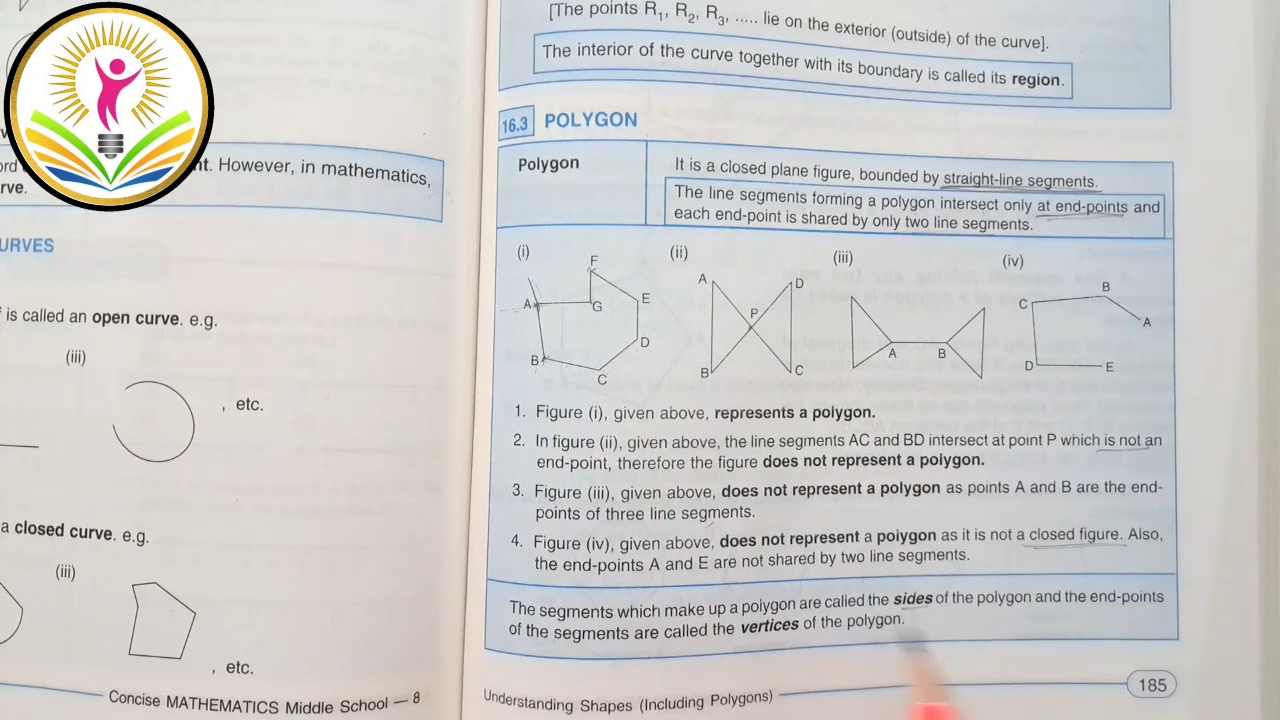 nt. However, in mathematics,
rve.
URVES
is called an open curve. e.g.
(iii)
, etc.
a closed curve. e.g.
(iii)
, etc.
Concise MATHEMATICS Middle School — 8
[The points R1, R2, R3, ..... lie on the exterior (outside) of the curve].
The interior of the curve together with its boundary is called its region.
16.3 POLYGON
Polygon
It is a closed plane figure, bounded by straight-line segments.
The line segments forming a polygon intersect only at end-points and
each end-point is shared by only two line segments.
(i) (ii) (iii) (iv)
F
A G E
B D
C
A D
P
B C
A B
B
C A
D E
1. Figure (i), given above, represents a polygon.
2. In figure (ii), given above, the line segments AC and BD intersect at point P which is not an
end-point, therefore the figure does not represent a polygon.
3. Figure (iii), given above, does not represent a polygon as points A and B are the end-
points of three line segments.
4. Figure (iv), given above, does not represent a polygon as it is not a closed figure. Also,
the end-points A and E are not shared by two line segments.
The segments which make up a polygon are called the sides of the polygon and the end-points
of the segments are called the vertices of the polygon.
Understanding Shapes (Including Polygons) 185